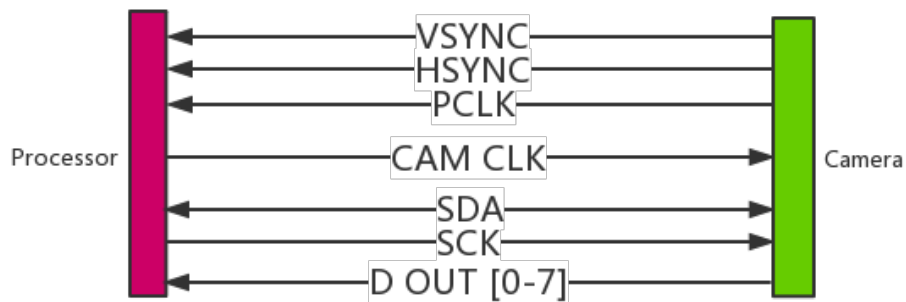 VSYNC
HSYNC
PCLK
Processor
CAM CLK
Camera
SDA
SCK
D OUT [0-7]